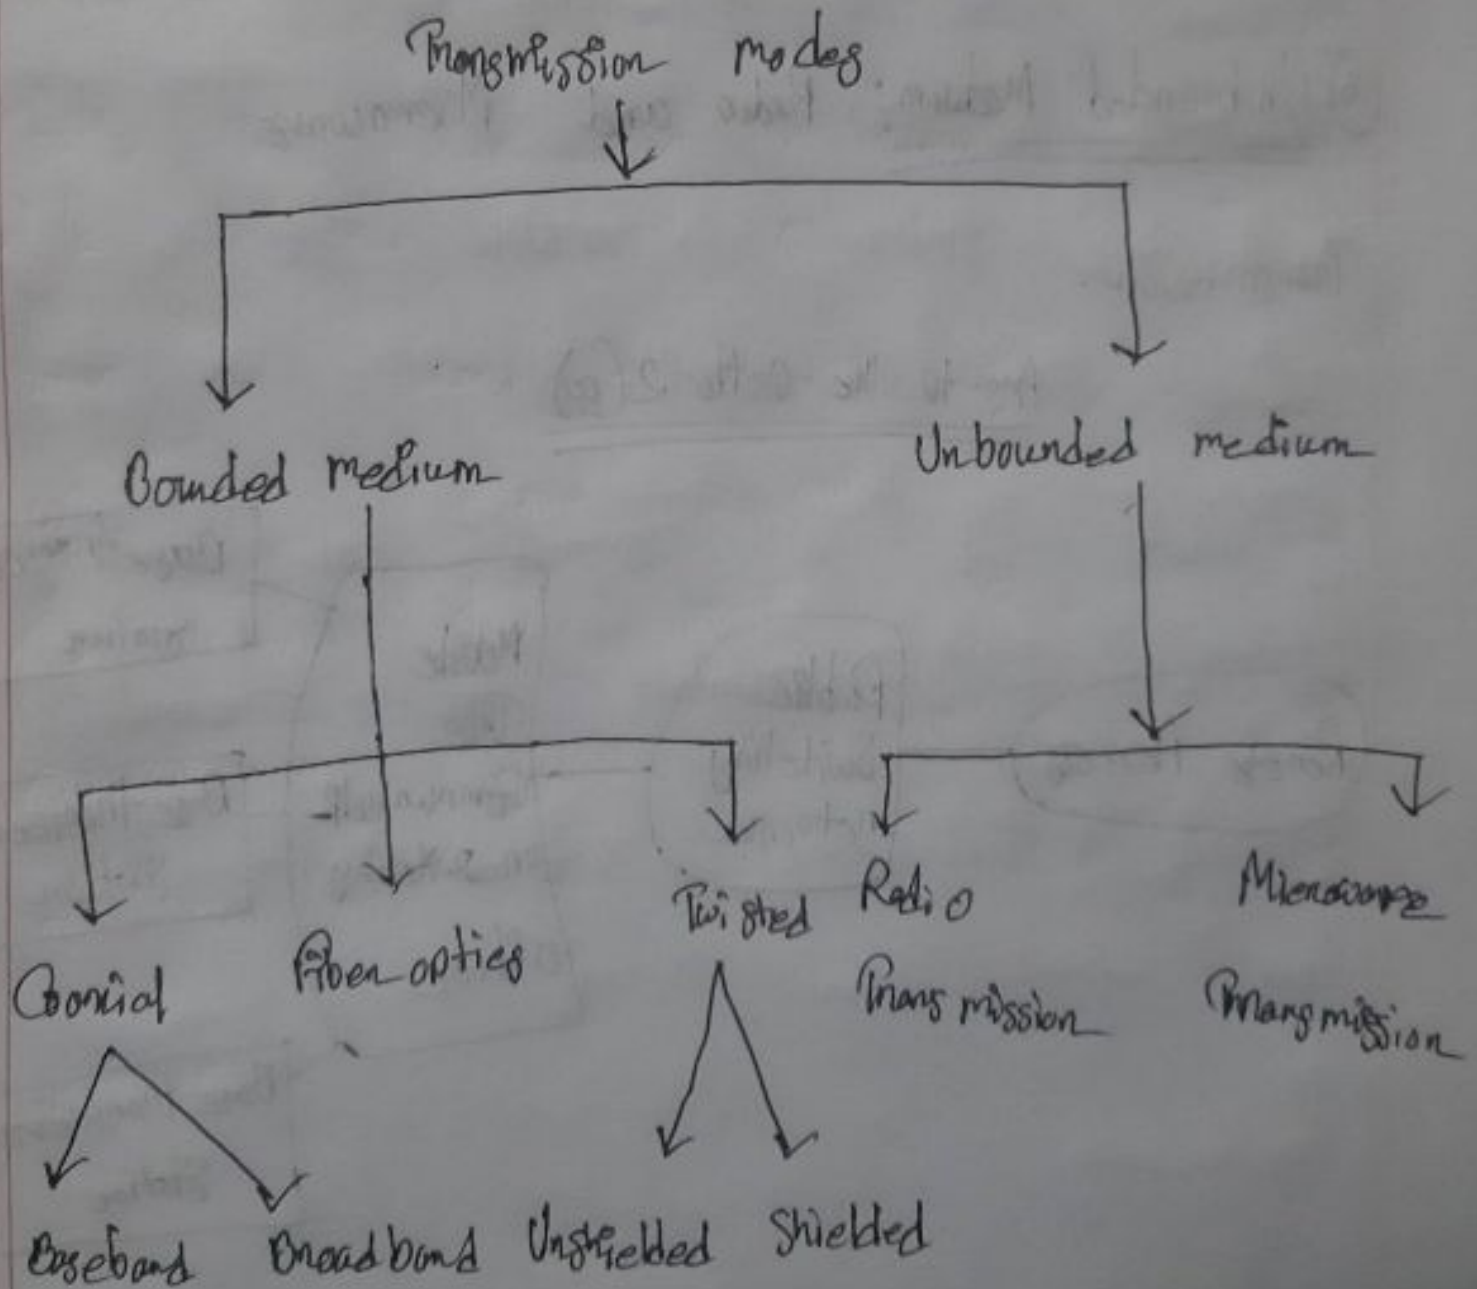 Transmission modes
Bounded medium
Unbounded medium
Coaxial
Fiber optics
Twisted
Radio
Transmission
Microwave
Transmission
Baseband
Broadband
Unshielded
Shielded